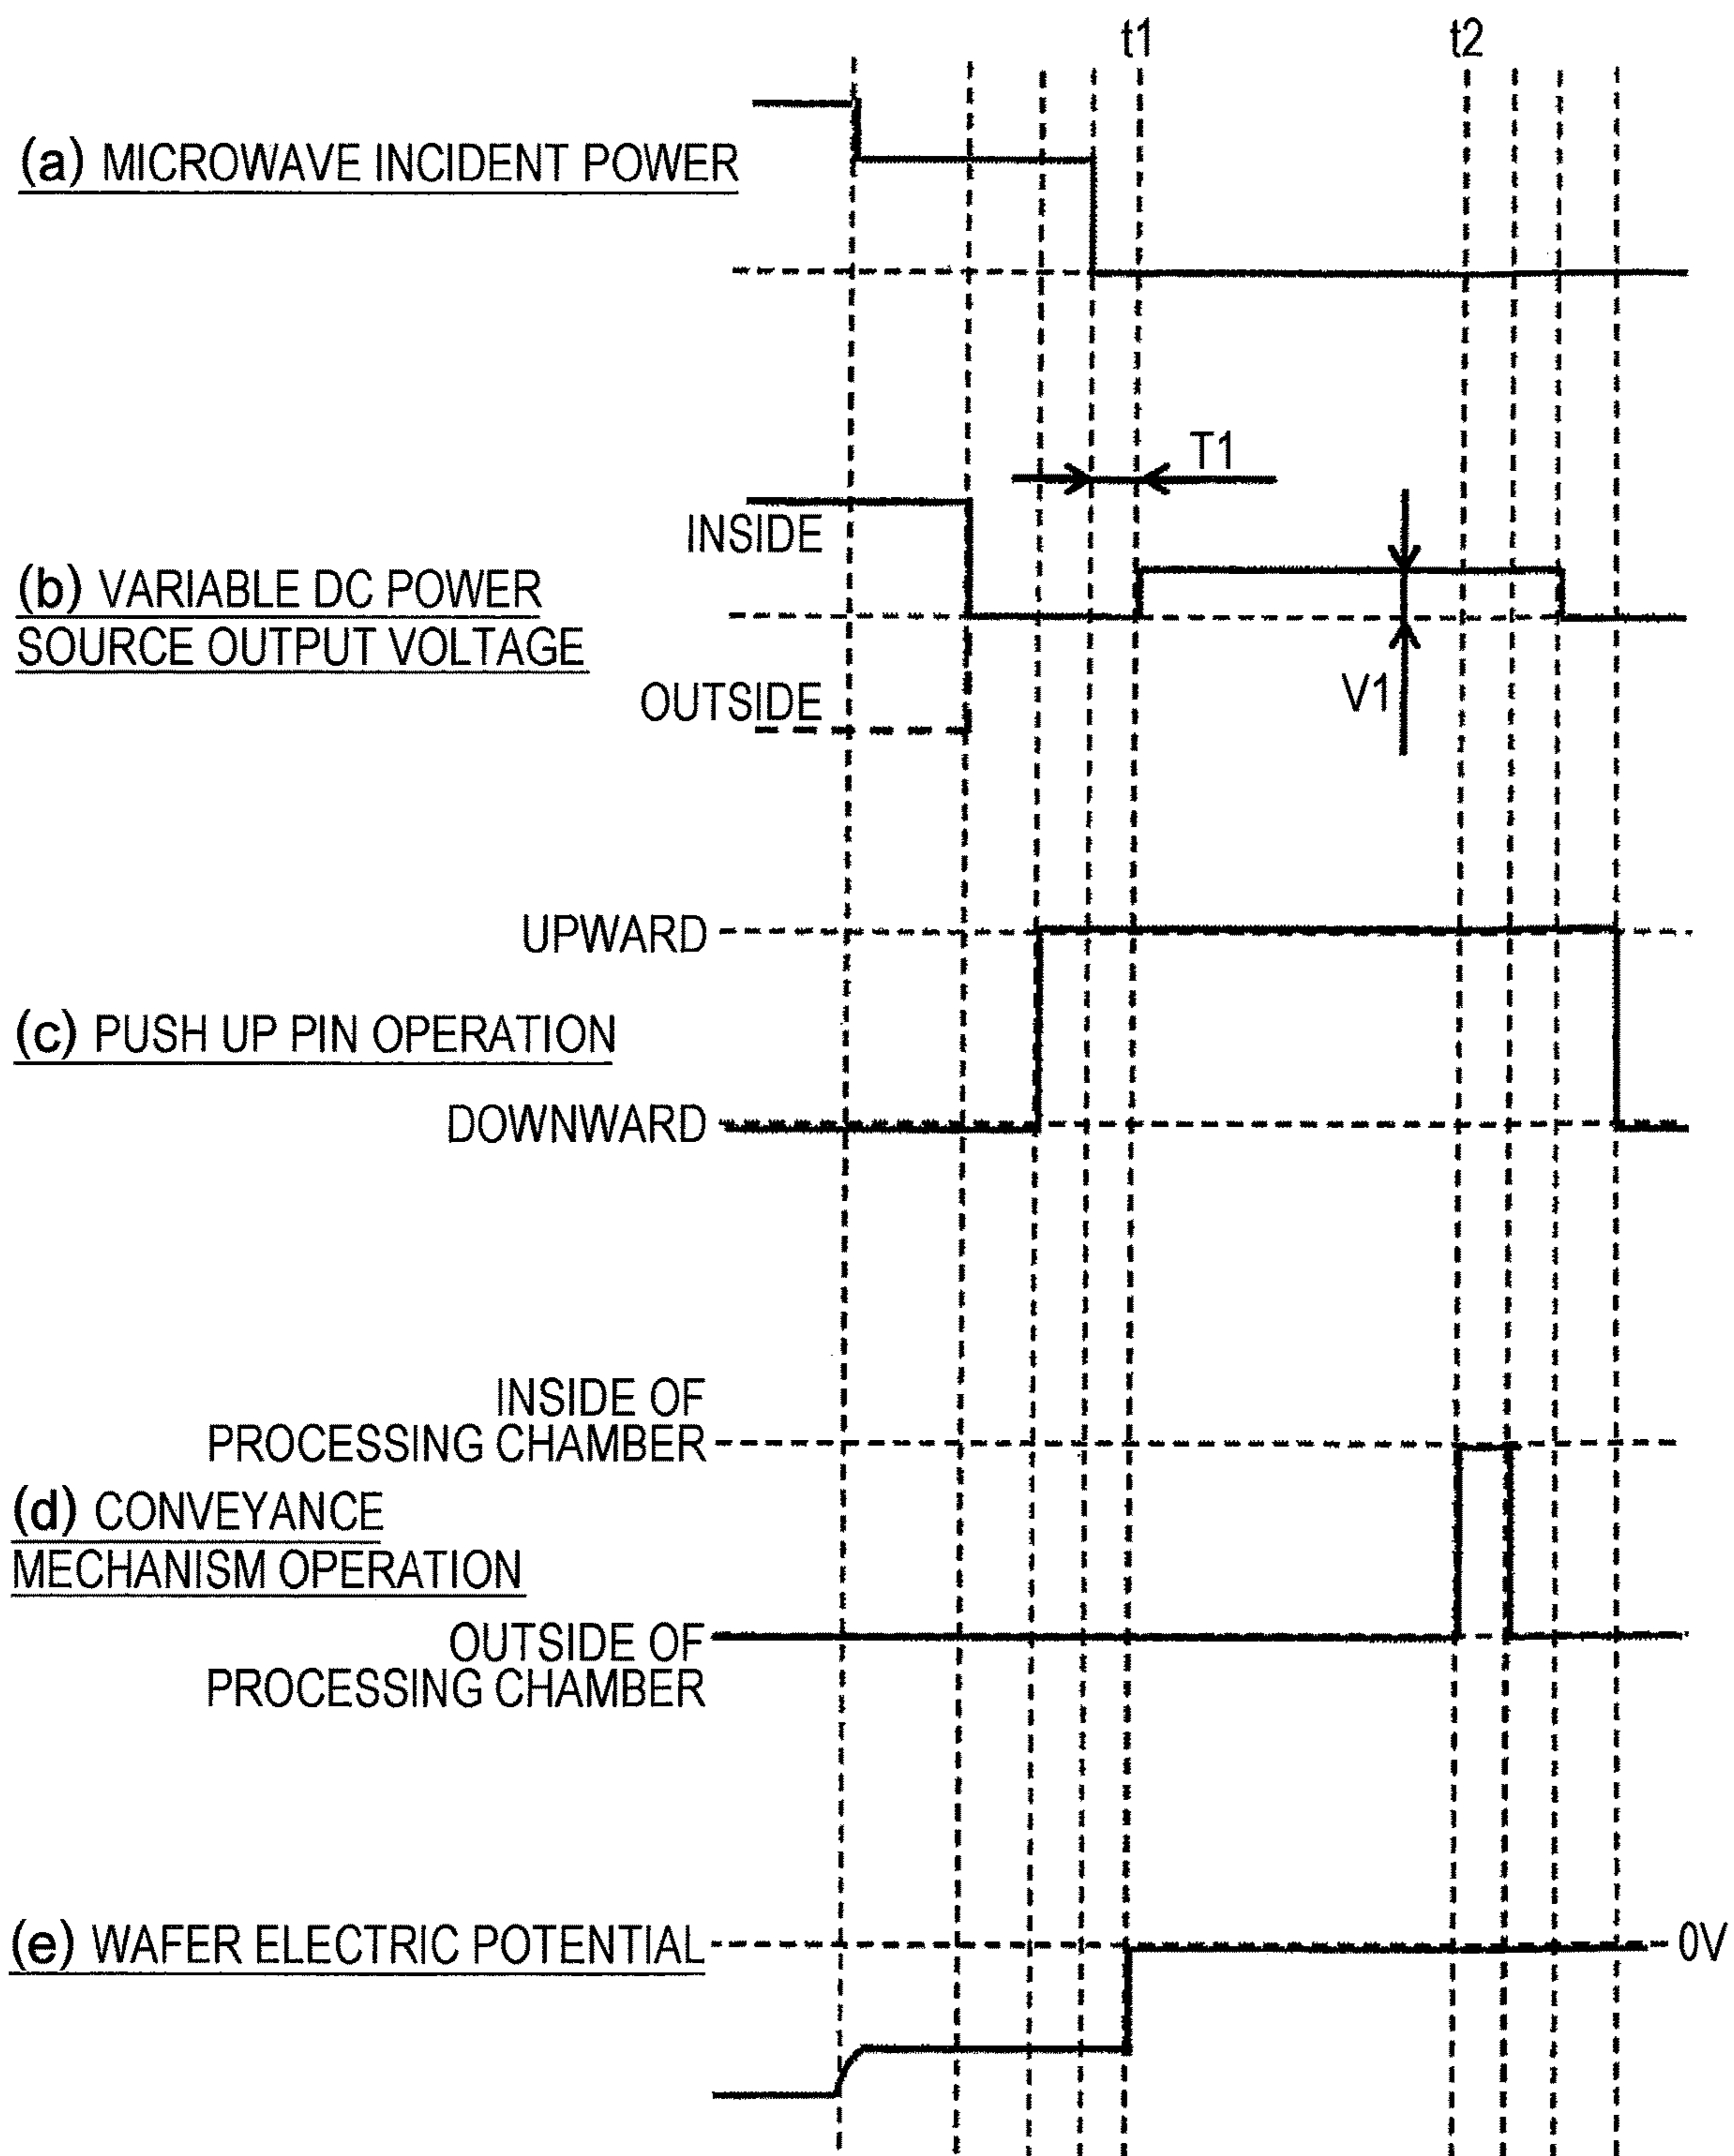 t1
t2
(a) MICROWAVE INCIDENT POWER
T1
INSIDE
(b) VARIABLE DC POWER
SOURCE OUTPUT VOLTAGE
OUTSIDE
V1
UPWARD
(c) PUSH UP PIN OPERATION
DOWNWARD
INSIDE OF
PROCESSING CHAMBER
(d) CONVEYANCE
MECHANISM OPERATION
OUTSIDE OF
PROCESSING CHAMBER
(e) WAFER ELECTRIC POTENTIAL
0V